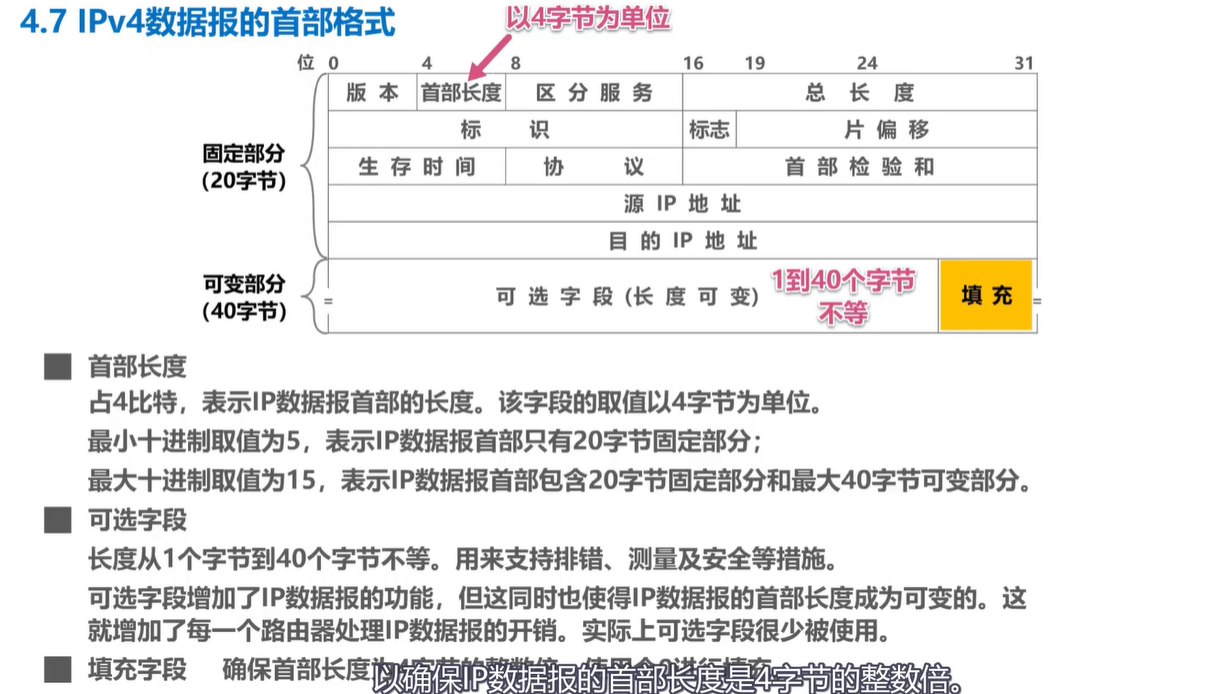 4.7 IPv4数据报的首部格式
以4字节为单位
位 0 4 8 16 19 24 31
版 本 首部长度 区 分 服 务 总 长 度
标 识 标志 片 偏 移
固定部分
(20字节)
生 存 时 间 协 议 首 部 检 验 和
源 IP 地 址
目 的 IP 地 址
可变部分
(40字节)
可 选 字 段 (长 度 可 变)
1到40个字节
不等
填 充
首部长度
占4比特，表示IP数据报首部的长度。该字段的取值以4字节为单位。
最小十进制取值为5，表示IP数据报首部只有20字节固定部分；
最大十进制取值为15，表示IP数据报首部包含20字节固定部分和最大40字节可变部分。
可选字段
长度从1个字节到40个字节不等。用来支持排错、测量及安全等措施。
可选字段增加了IP数据报的功能，但这同时也使得IP数据报的首部长度成为可变的。这
就增加了每一个路由器处理IP数据报的开销。实际上可选字段很少被使用。
填充字段 确保首部长度为4字节的整数倍，使用全0进行填充。
以确保IP数据报的首部长度是4字节的整数倍。